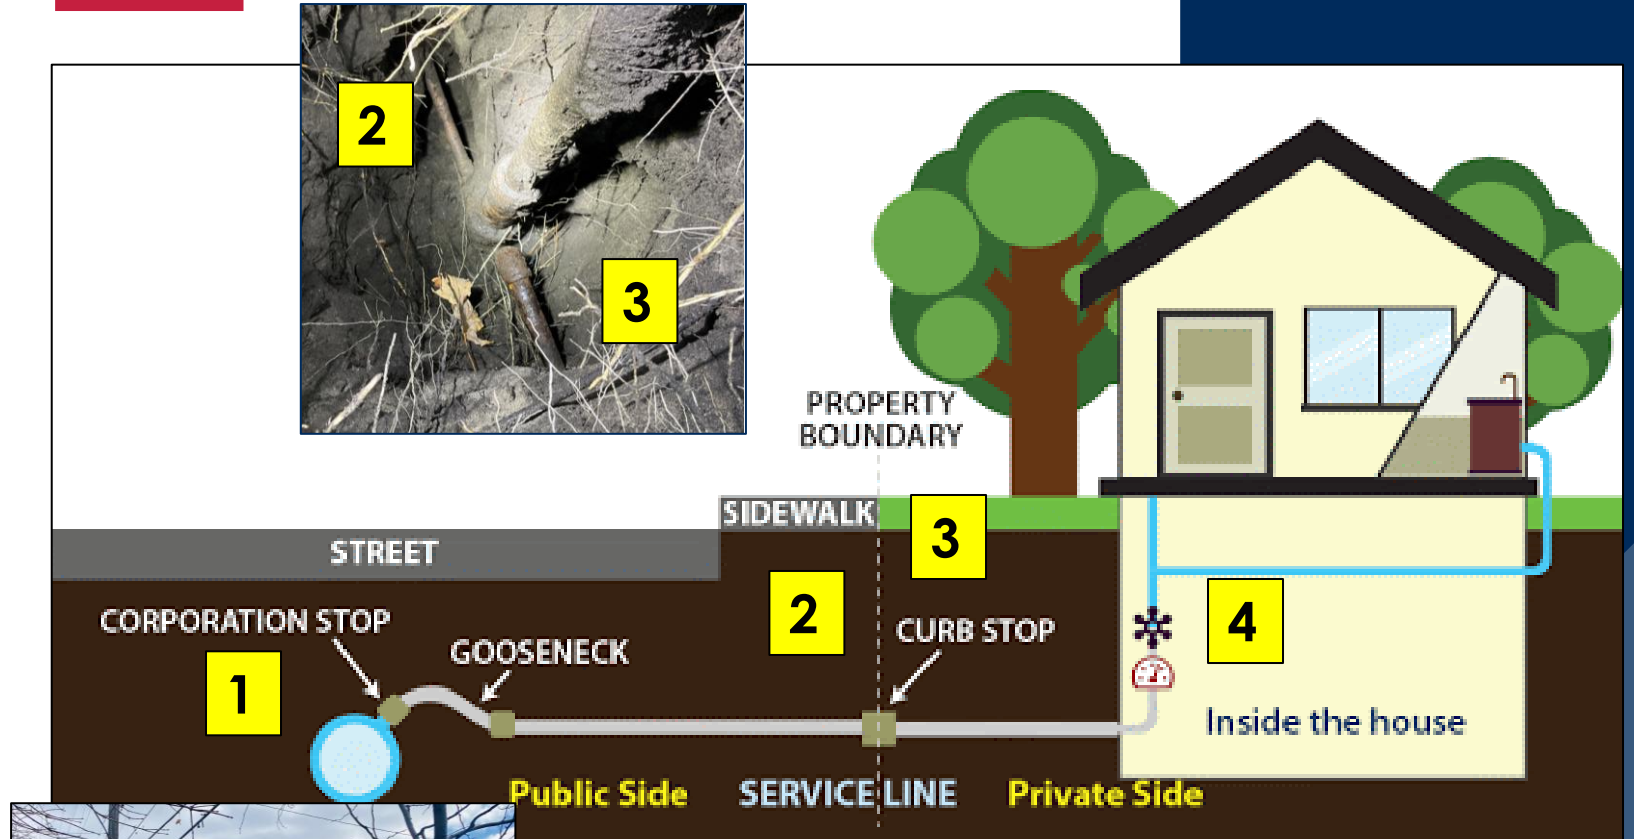 2
3
PROPERTY
BOUNDARY
SIDEWALK
3
STREET
2
CORPORATION STOP
CURB STOP
4
GOOSENECK
1
Inside the house
Public Side
SERVICE LINE
Private Side